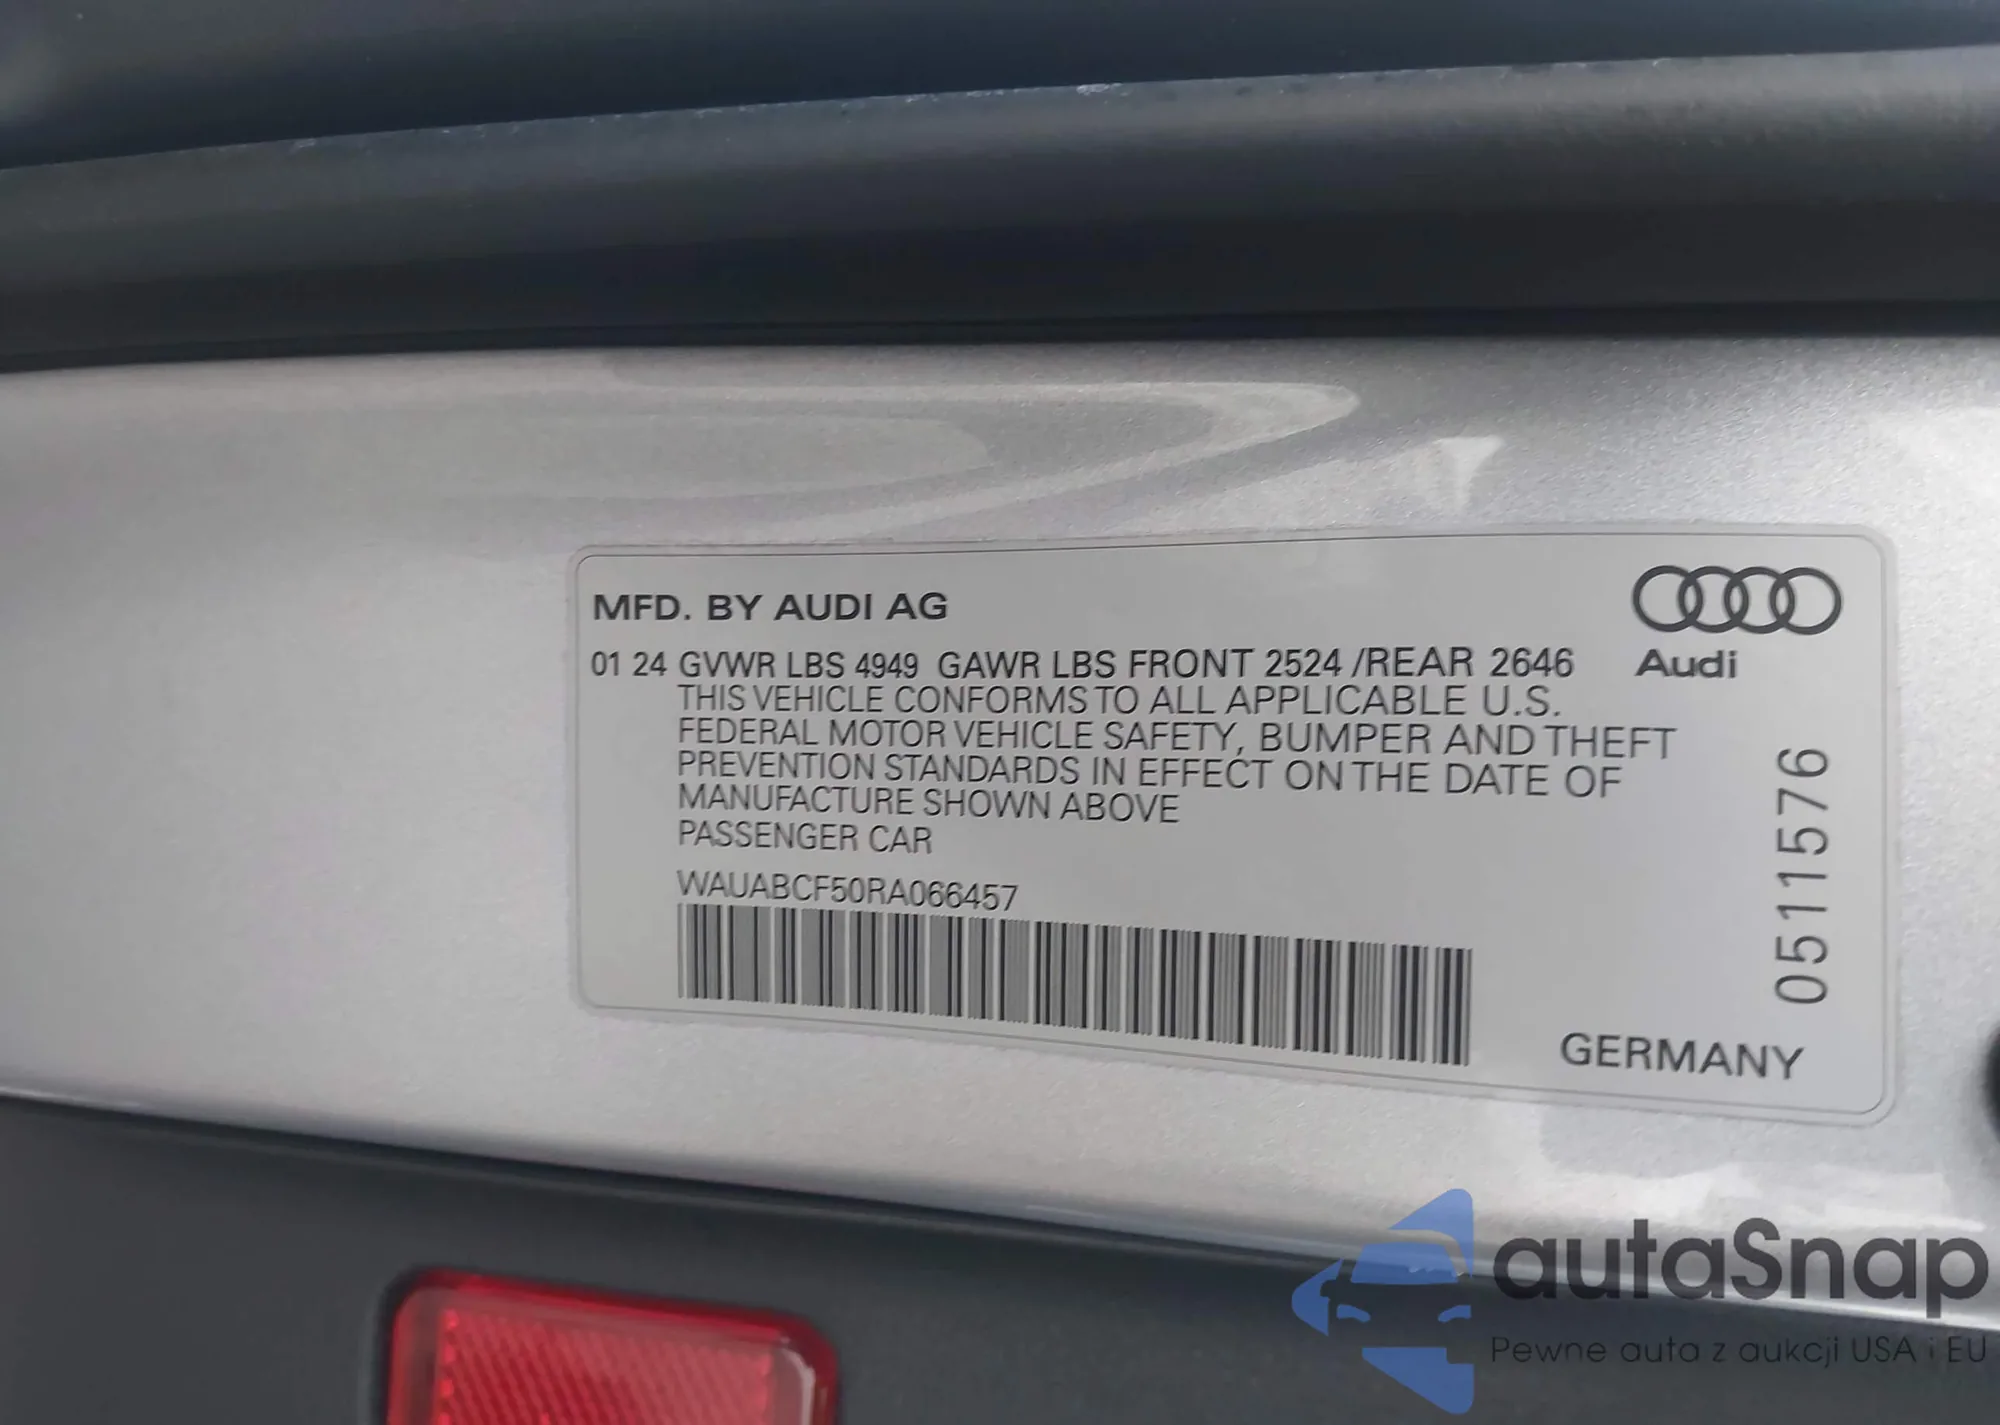 MFD. BY AUDI AG
01 24 GVWR LBS 4949 GAWR LBS FRONT 2524 /REAR 2646
Audi
THIS VEHICLE CONFORMS TO ALL APPLICABLE U.S.
FEDERAL MOTOR VEHICLE SAFETY, BUMPER AND THEFT
PREVENTION STANDARDS IN EFFECT ON THE DATE OF
MANUFACTURE SHOWN ABOVE
PASSENGER CAR
WAUABCF50RA066457
0511576
GERMANY
autaSnap
Pewne auta z aukcji USA i EU